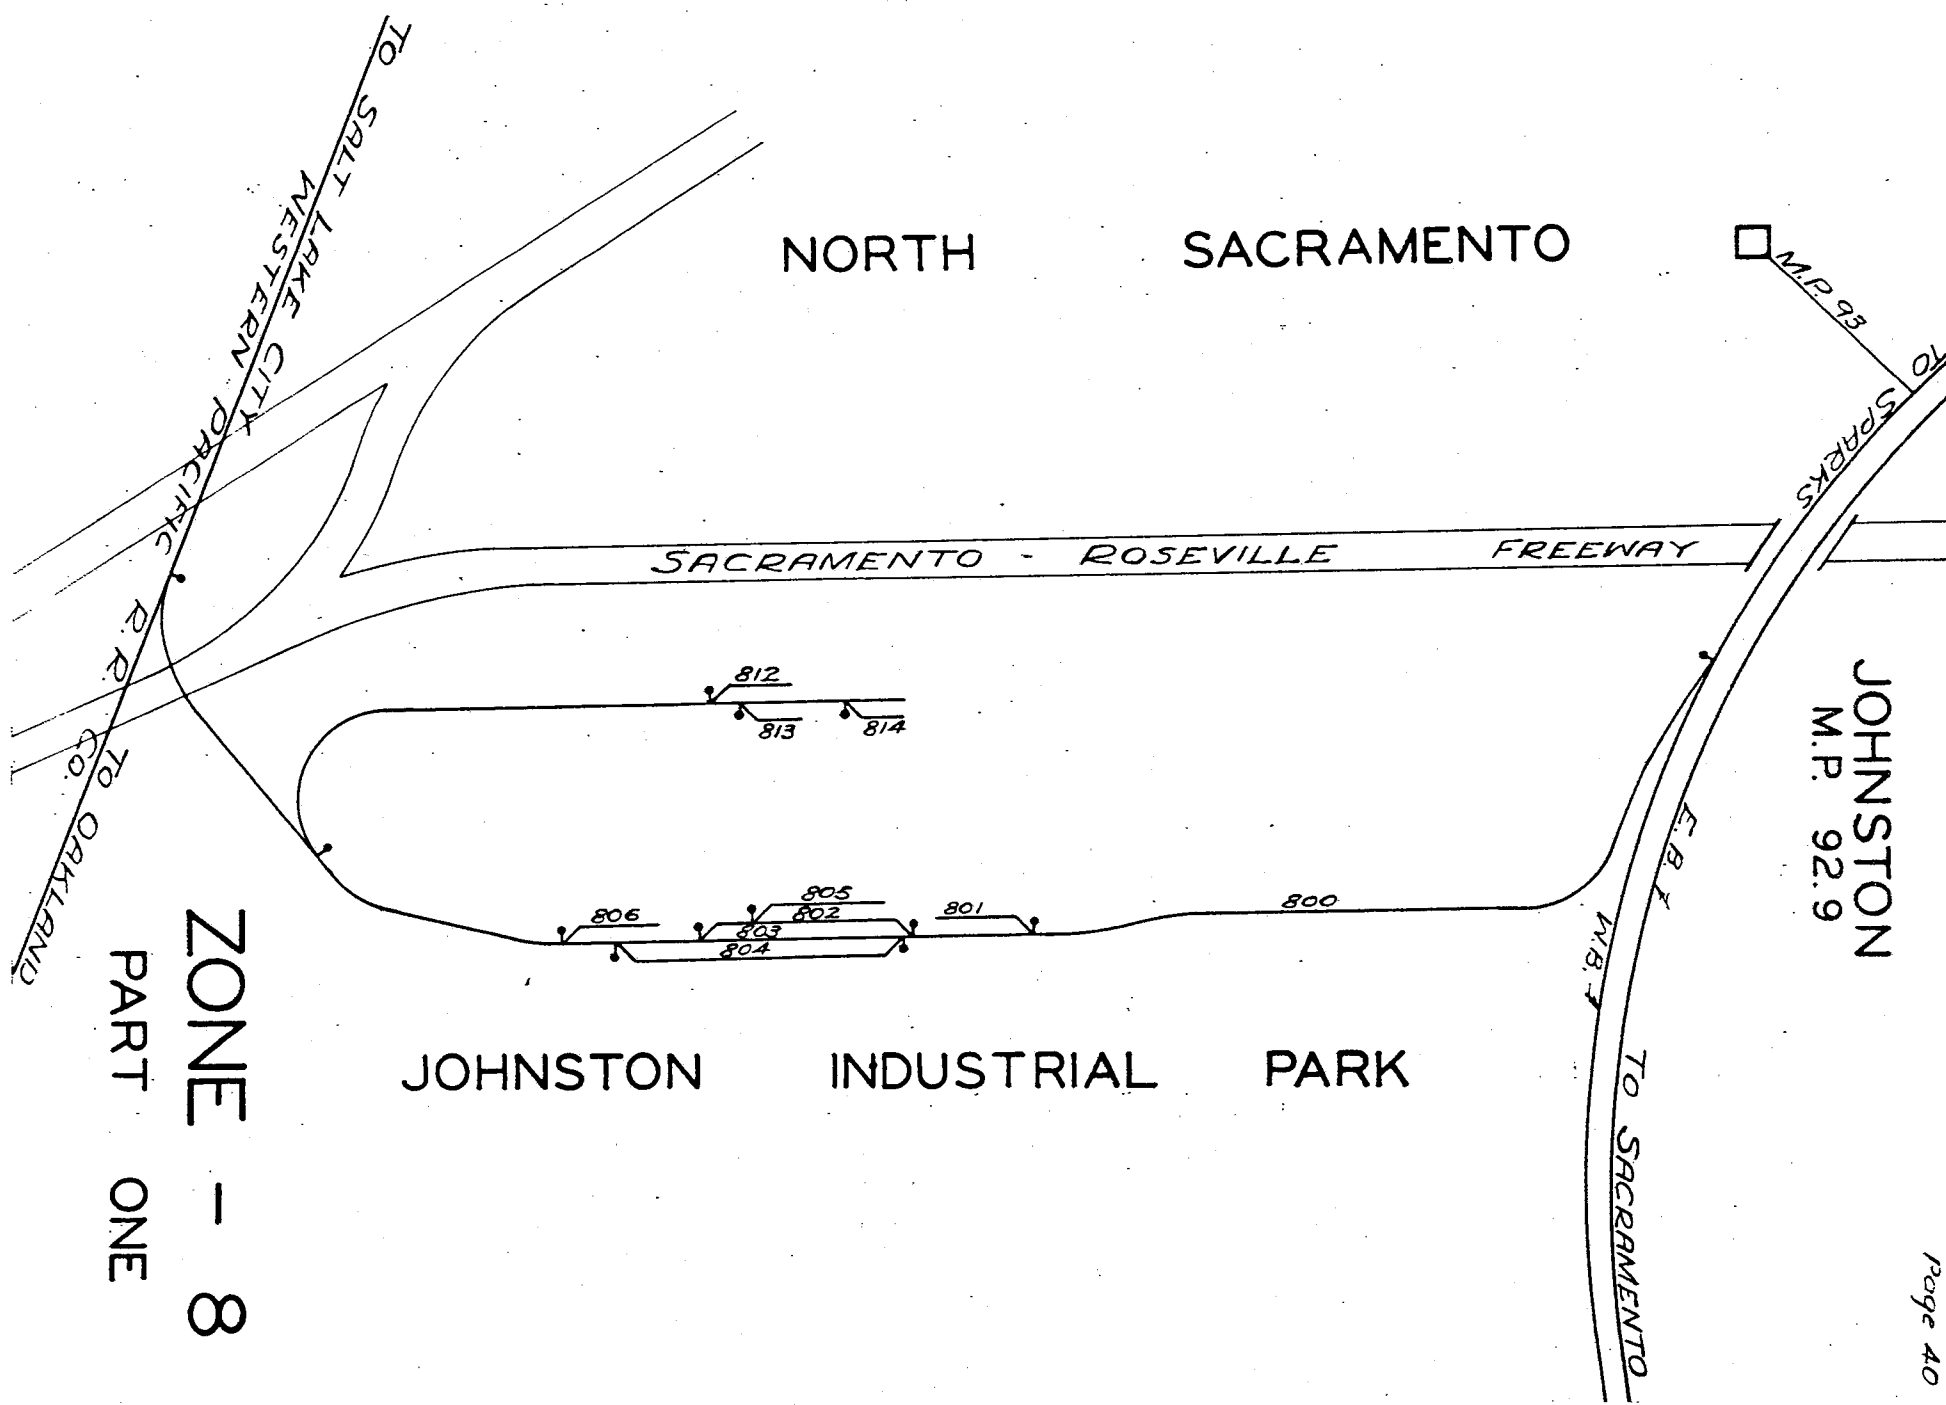 TO SALT LAKE CITY
WESTERN PACIFIC R.R. CO.
TO OAKLAND
NORTH SACRAMENTO
M.P. 93
TO SPARKS
SACRAMENTO - ROSEVILLE FREEWAY
JOHNSTON
M.P. 92.9
812
813
814
E.B.
W.B.
800
801
805
802
803
804
806
TO SACRAMENTO
JOHNSTON INDUSTRIAL PARK
ZONE - 8
PART ONE
Page 40